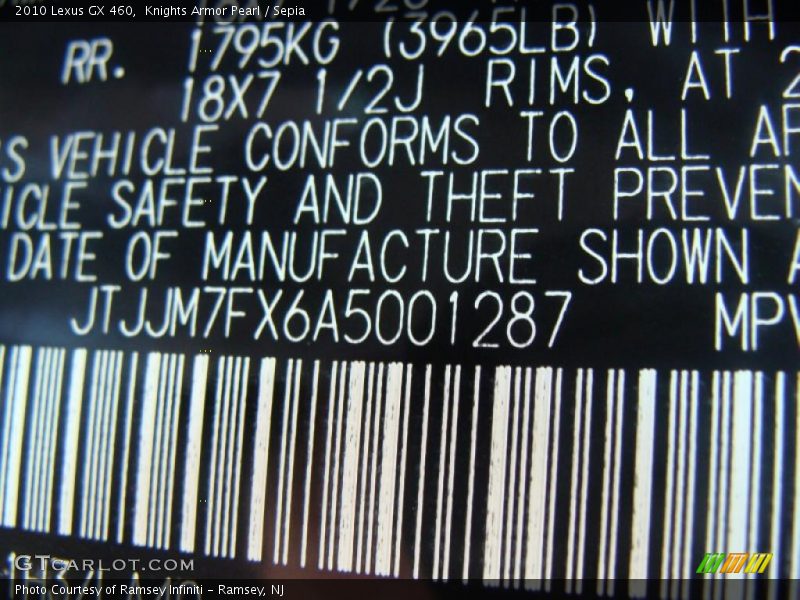 2010 Lexus GX 460, Knights Armor Pearl / Sepia
RR. 1795KG (3965LB) WITH
18X7 1/2J RIMS, AT 2
S VEHICLE CONFORMS TO ALL AP
ICLE SAFETY AND THEFT PREVEN
DATE OF MANUFACTURE SHOWN A
JTJJM7FX6A5001287 MPV
GTCARLOT.COM
Photo Courtesy of Ramsey Infiniti - Ramsey, NJ